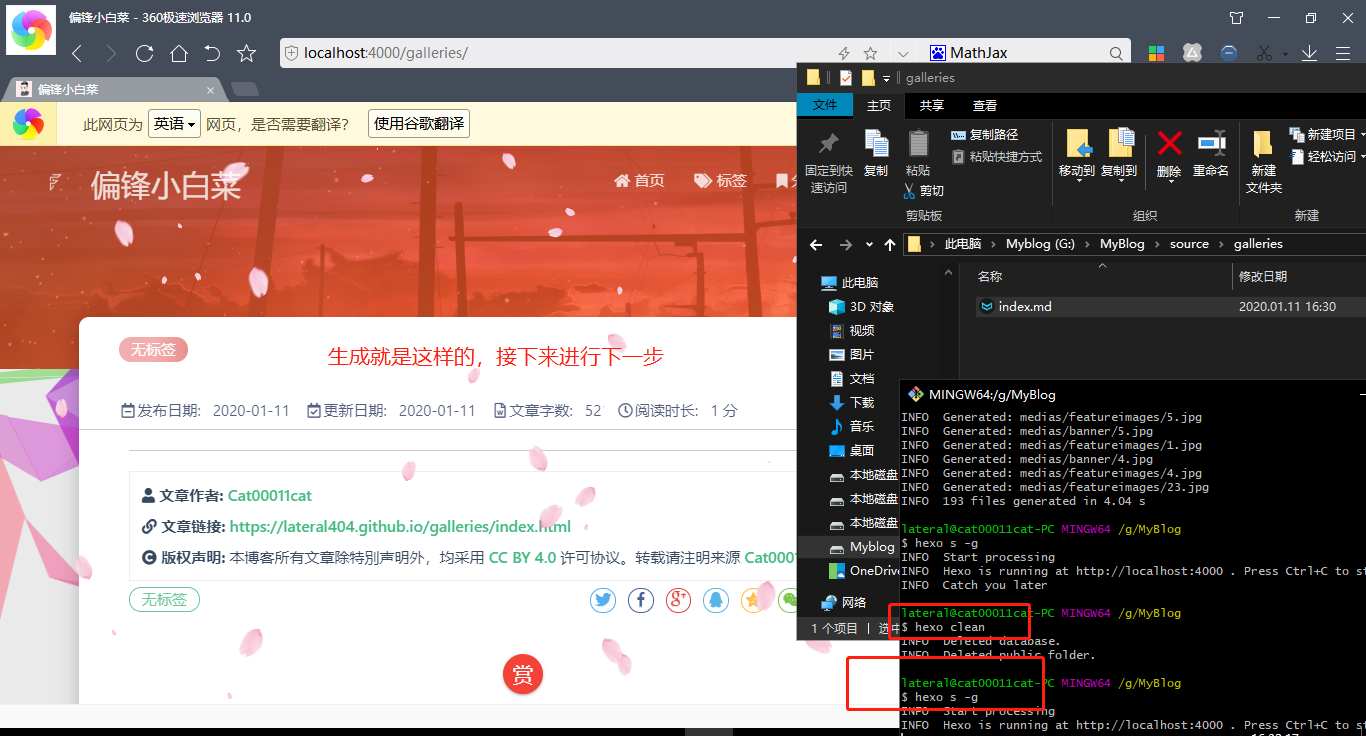 偏锋小白菜 - 360极速浏览器 11.0
localhost:4000/galleries/
MathJax
偏锋小白菜
此网页为 英语 网页，是否需要翻译? 使用谷歌翻译
偏锋小白菜
首页 标签
无标签
生成就是这样的，接下来进行下一步
发布日期: 2020-01-11 更新日期: 2020-01-11 文章字数: 52 阅读时长: 1 分
文章作者: Cat00011cat
文章链接: https://lateral404.github.io/galleries/index.html
版权声明: 本博客所有文章除特别声明外，均采用 CC BY 4.0 许可协议。转载请注明来源 Cat0001
无标签
赏
galleries
文件 主页 共享 查看
固定到快速访问
复制
粘贴
复制路径
粘贴快捷方式
剪切
剪贴板
移动到 复制到 删除 重命名
组织
新建
文件夹
新建项目
轻松访问
新建
此电脑 Myblog (G:) MyBlog source galleries
名称 修改日期
index.md 2020.01.11 16:30
此电脑
3D 对象
视频
图片
文档
下载
音乐
桌面
本地磁盘
本地磁盘
本地磁盘
Myblog
OneDriv
网络
1 个项目
MINGW64:/g/MyBlog
INFO Generated: medias/featureimages/5.jpg
INFO Generated: medias/banner/5.jpg
INFO Generated: medias/featureimages/1.jpg
INFO Generated: medias/banner/4.jpg
INFO Generated: medias/featureimages/4.jpg
INFO Generated: medias/featureimages/23.jpg
INFO 193 files generated in 4.04 s
lateral@cat00011cat-PC MINGW64 /g/MyBlog
$ hexo s -g
INFO Start processing
INFO Hexo is running at http://localhost:4000 . Press Ctrl+C to st
INFO Catch you later
lateral@cat00011cat-PC MINGW64 /g/MyBlog
$ hexo clean
INFO Deleted database.
INFO Deleted public folder.
lateral@cat00011cat-PC MINGW64 /g/MyBlog
$ hexo s -g
INFO Start processing
INFO Hexo is running at http://localhost:4000 . Press Ctrl+C to st